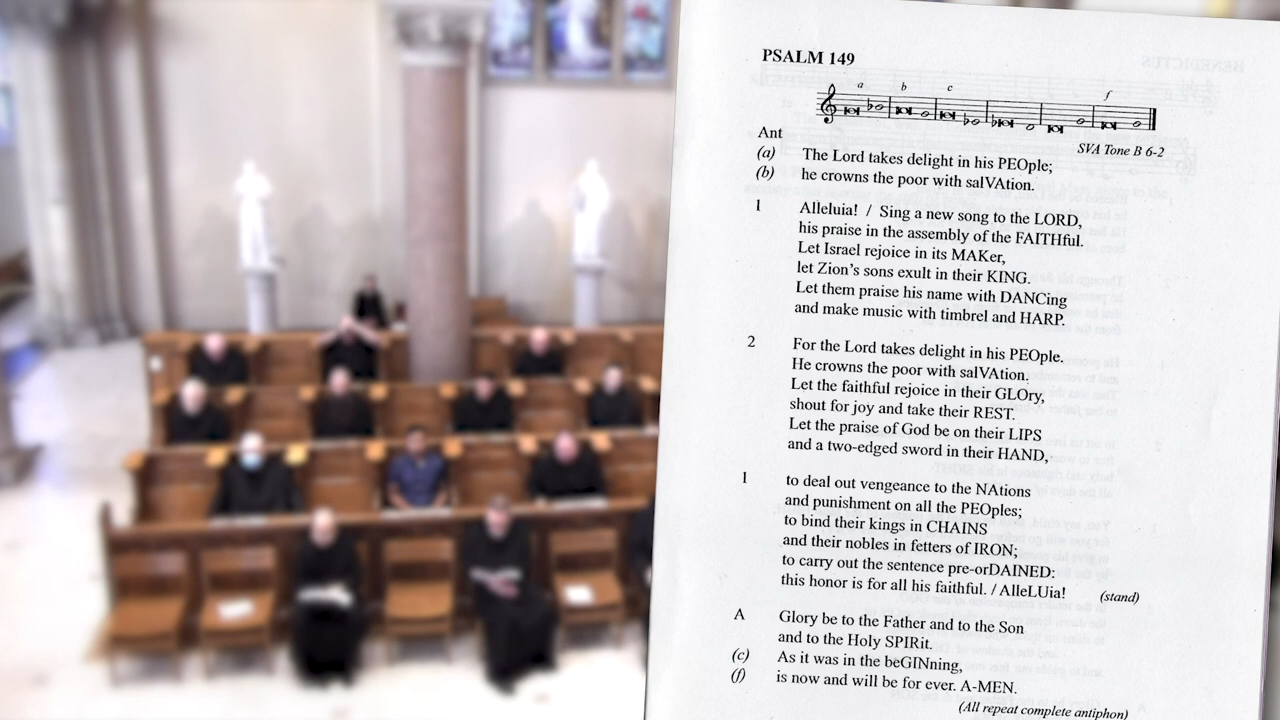 PSALM 149
a b c f
Ant
SVA Tone B 6-2
(a) The Lord takes delight in his PEOple;
(b) he crowns the poor with salVAtion.
1 Alleluia! / Sing a new song to the LORD,
his praise in the assembly of the FAITHful.
Let Israel rejoice in its MAKer,
let Zion's sons exult in their KING.
Let them praise his name with DANCing
and make music with timbrel and HARP.
2 For the Lord takes delight in his PEOple.
He crowns the poor with salVAtion.
Let the faithful rejoice in their GLOry,
shout for joy and take their REST.
Let the praise of God be on their LIPS
and a two-edged sword in their HAND,
1 to deal out vengeance to the NAtions
and punishment on all the PEOples;
to bind their kings in CHAINS
and their nobles in fetters of IRON;
to carry out the sentence pre-orDAINED:
this honor is for all his faithful. / AlleLUia! (stand)
A Glory be to the Father and to the Son
and to the Holy SPIRit.
(c) As it was in the beGINning,
(f) is now and will be for ever. A-MEN.
(All repeat complete antiphon)
BENEDICTUS